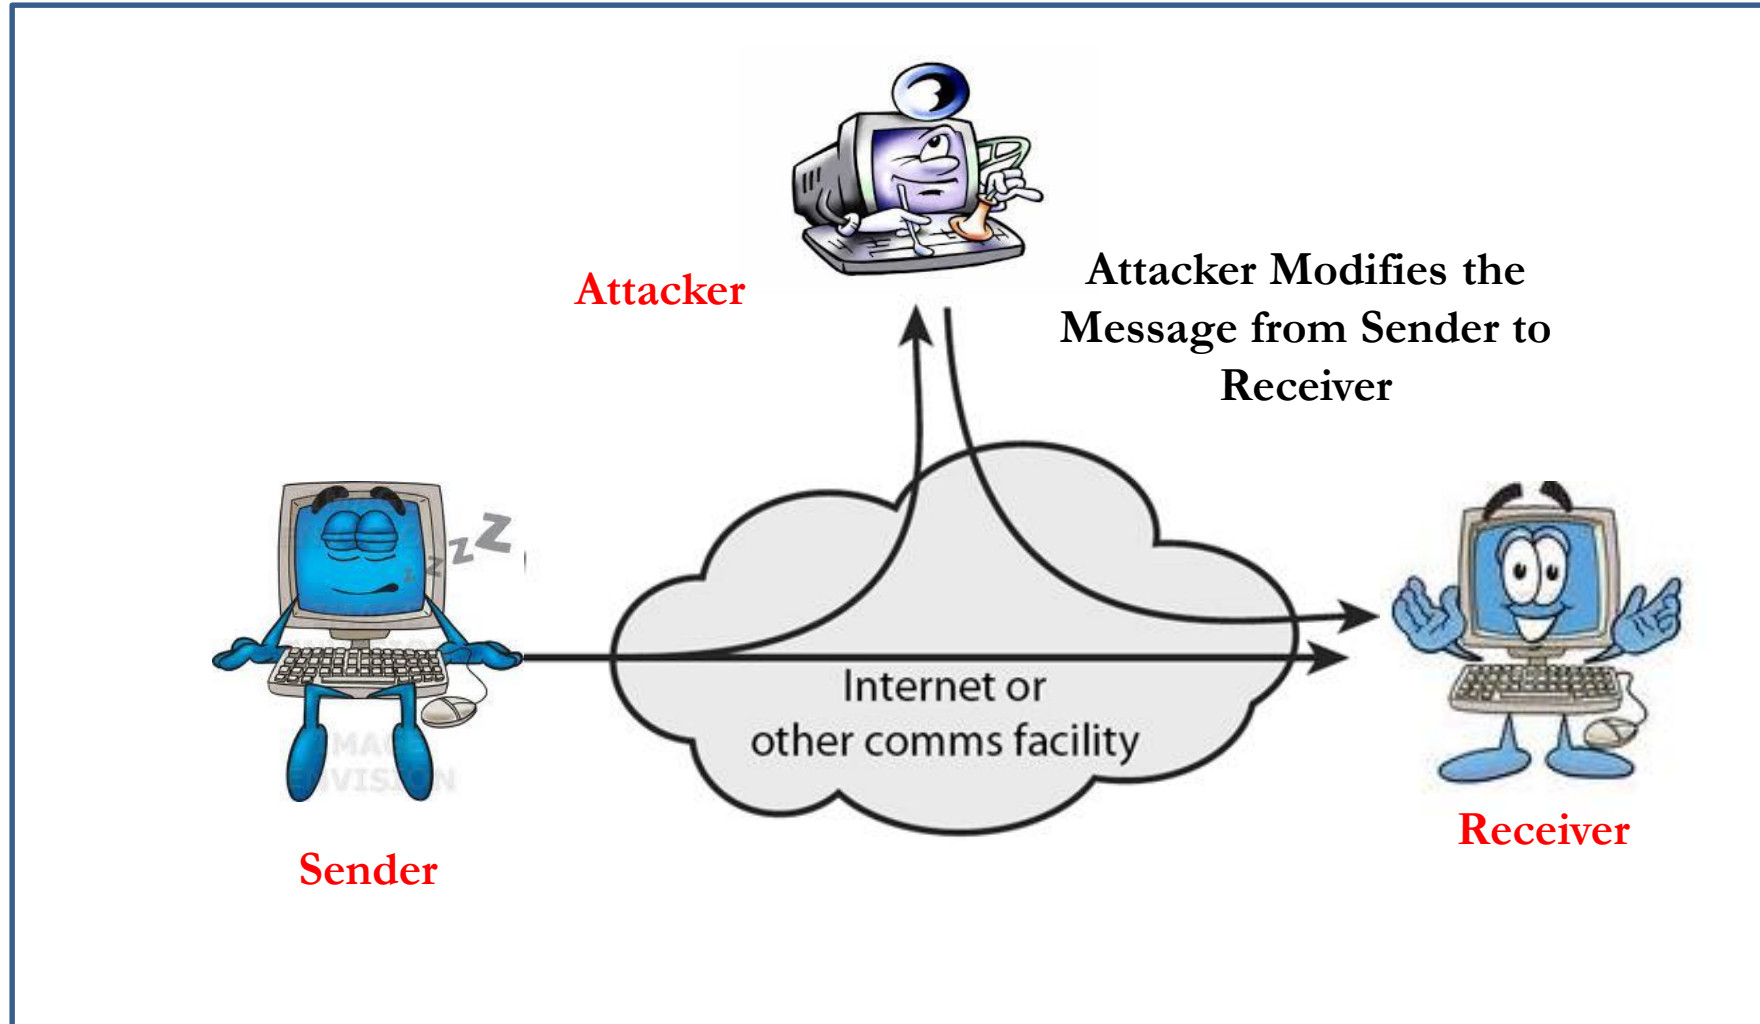 Attacker
Attacker Modifies the
Message from Sender to
Receiver
z z z Z
Internet or
other comms facility
Sender
Receiver